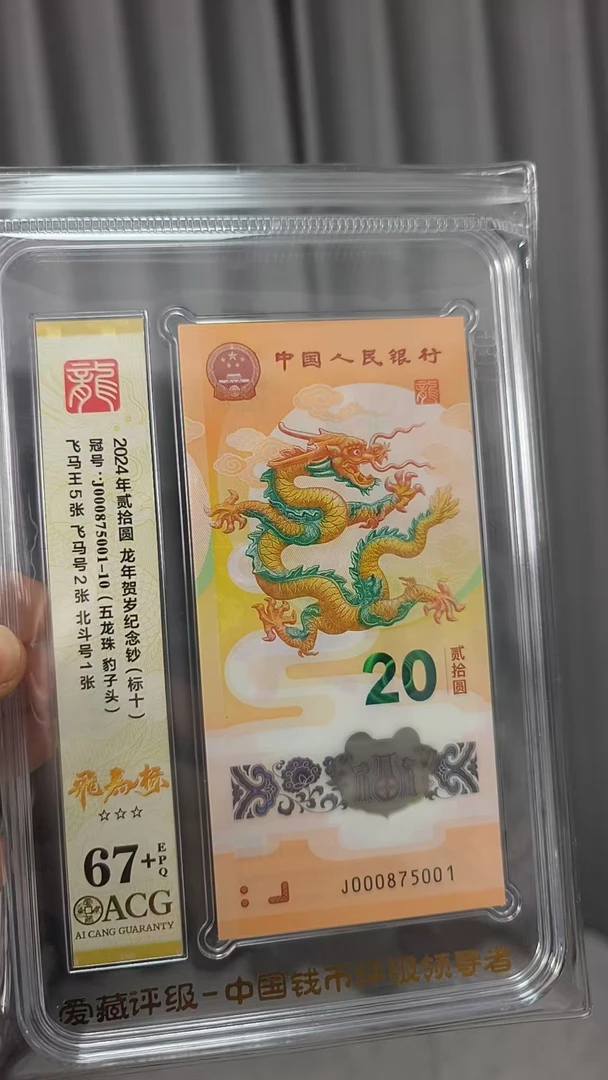 龍
2024年贰拾圆 龙年贺岁纪念钞（标十）
冠号：J000875001-10（五龙珠 豹子头）
飞马王5张 飞马号2张 北斗号1张
飛馬標
67+
EPQ
ACG
AI CANG GUARANTY
中国人民银行
龍
20
贰拾圆
J000875001
爱藏评级-中国钱币评级领导者